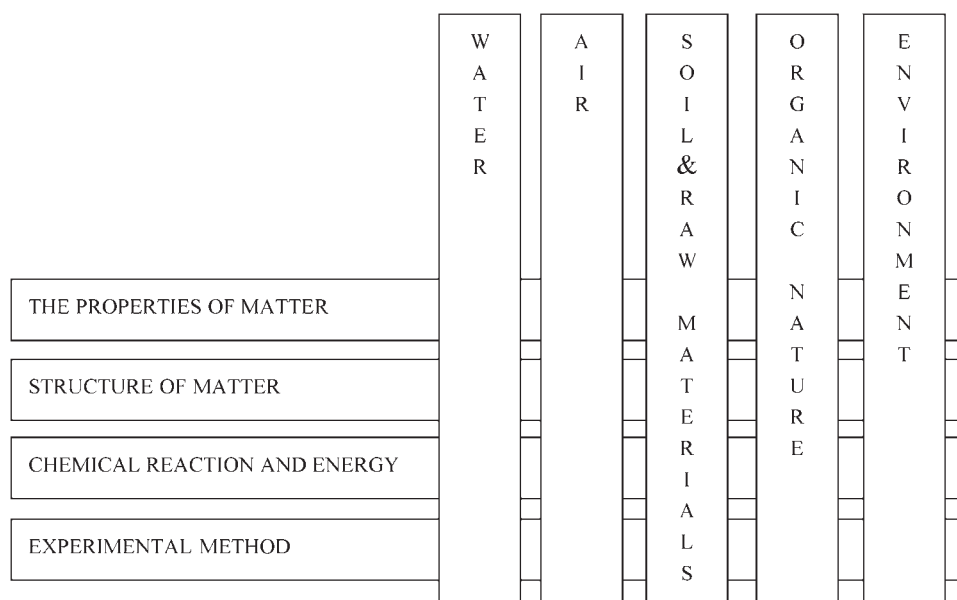 WATER
AIR
SOIL & RAW MATERIALS
ORGANIC NATURE
ENVIRONMENT
THE PROPERTIES OF MATTER
STRUCTURE OF MATTER
CHEMICAL REACTION AND ENERGY
EXPERIMENTAL METHOD